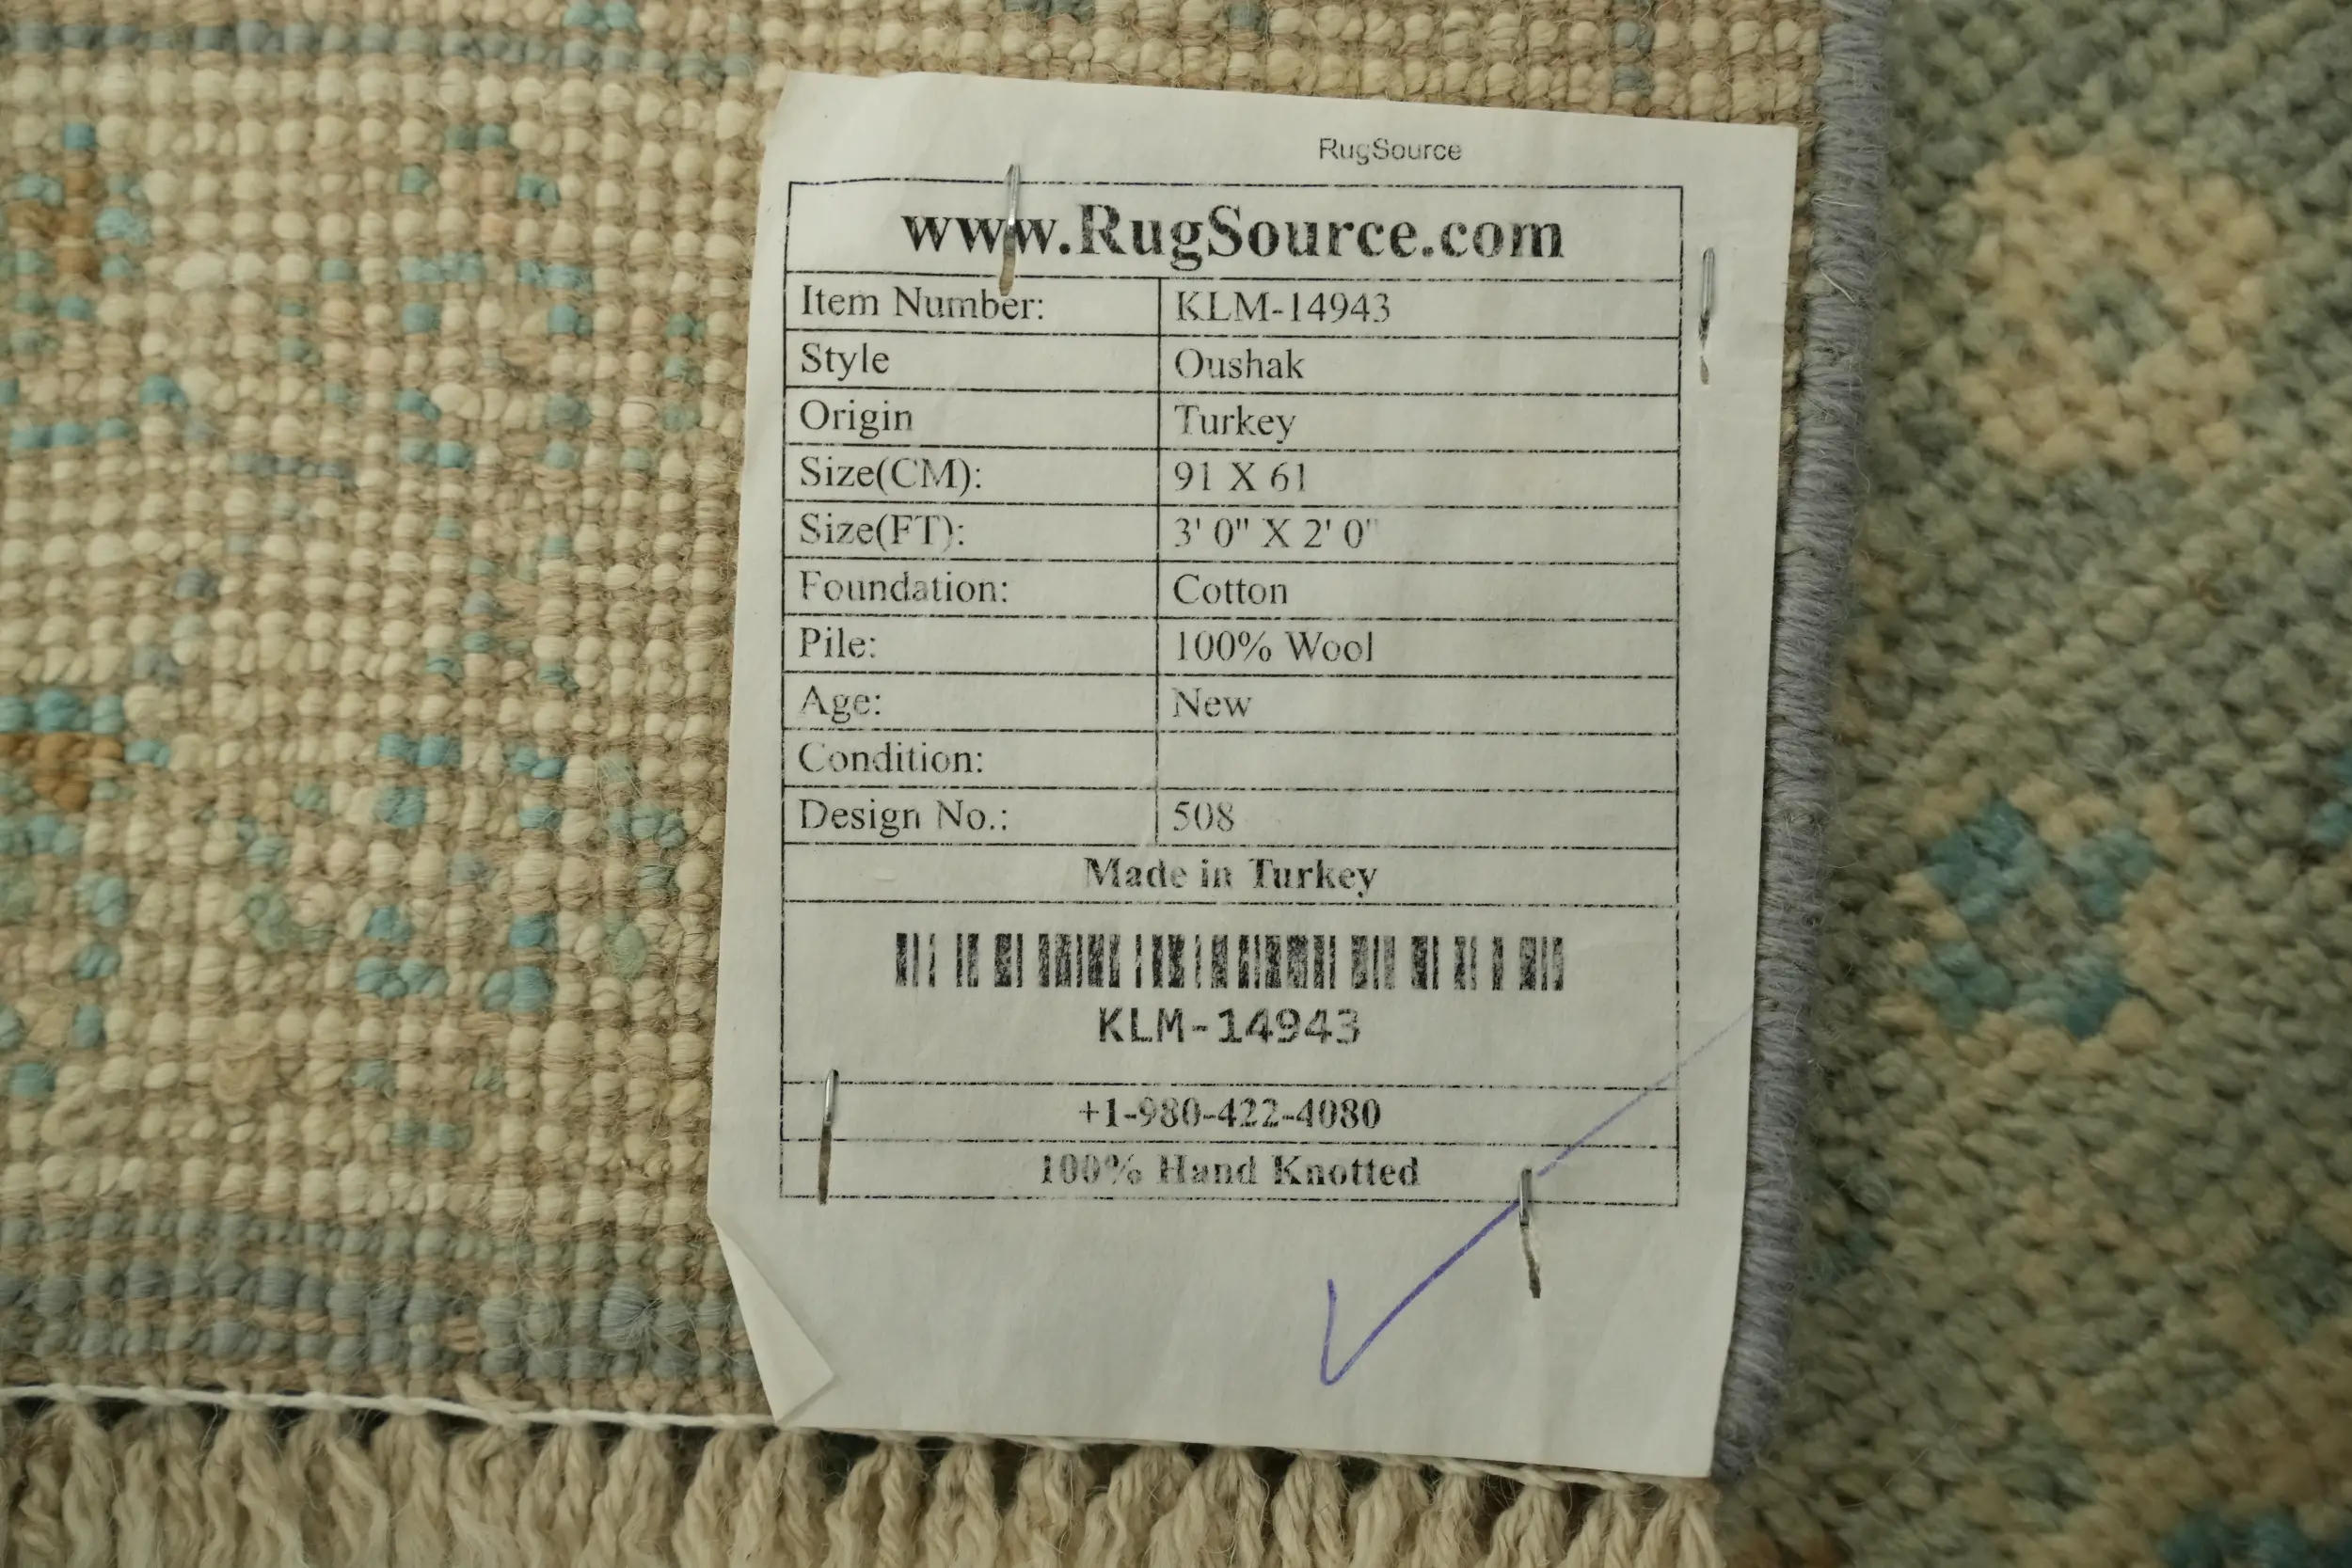 RugSource
www.RugSource.com
Item Number: KLM-14943
Style Oushak
Origin Turkey
Size(CM): 91 X 61
Size(FT): 3' 0" X 2' 0"
Foundation: Cotton
Pile: 100% Wool
Age: New
Condition:
Design No.: 508
Made in Turkey
KLM-14943
+1-980-422-4080
100% Hand Knotted